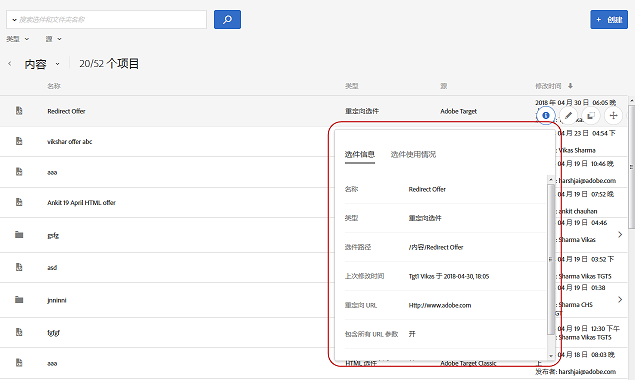 搜索选件和文件夹名称
+ 创建
类型 源
内容 20/52 个项目
名称 类型 源 修改时间
Redirect Offer 重定向选件 Adobe Target 2018 年 04 月 30 日 06:05 晚
vikshar offer abc 04 月 23 日 04:54 下
: Vikas Sharma
aaa 04 月 19 日 10:46 晚
: harshjai@adobe.com
Ankit 19 April HTML offer 04 月 19 日 07:52 晚
: ankit chauhan
gsfg 04 月 19 日 04:46
: Sharma Vikas
asd 04 月 19 日 03:52 下
: Sharma Vikas TGTS
jnninni 04 月 19 日 01:38
: Sharma CHS
GT
fgfgf 04 月 19 日 12:30 下午
: Sharma Vikas TGTS
aaa HTML 选件 Adobe Target Classic 04 月 18 日 08:03 晚
上
发布者: harshjai@adobe.com
选件信息 选件使用情况
名称 Redirect Offer
类型 重定向选件
选件路径 /内容/Redirect Offer
上次修改时间 Tgt1 Vikas 于 2018-04-30, 18:05
重定向 URL Http://www.adobe.com
包含所有 URL 参数 开